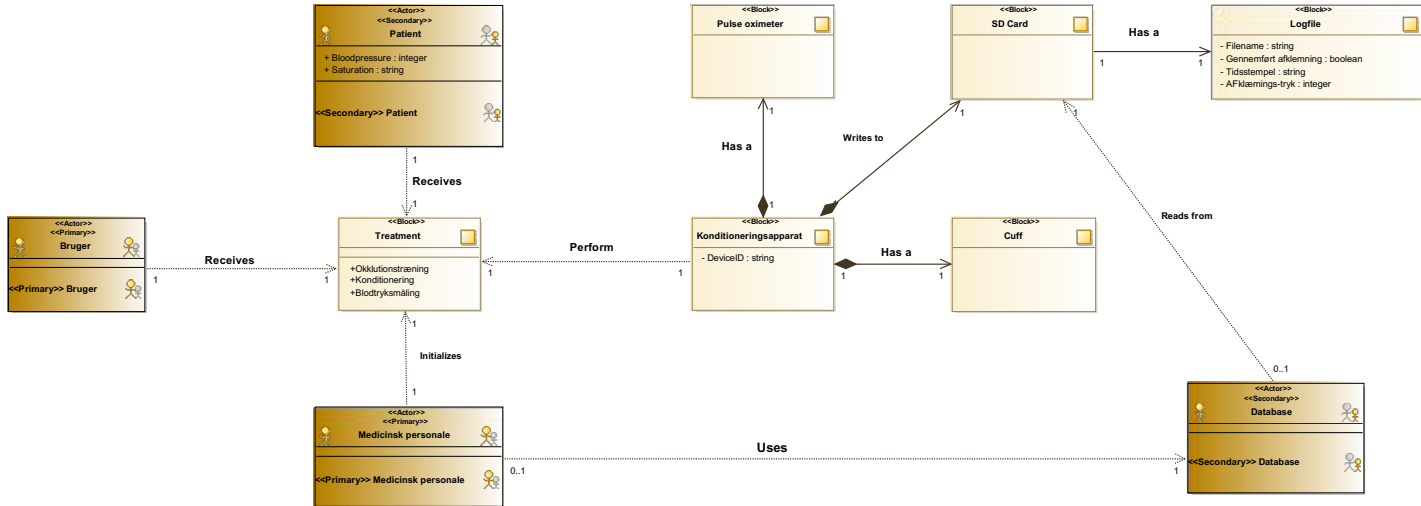 <<Actor>>
<<Secondary>>
Patient
+ Bloodpressure : integer
+ Saturation : string
<<Secondary>> Patient
<<Block>>
Pulse oximeter
<<Block>>
SD Card
Has a
1
1
<<Block>>
Logfile
- Filename : string
- Gennemført afklemning : boolean
- Tidsstempel : string
- AFklæmings-tryk : integer
1
Receives
1
1
Has a
1
1
Writes to
1
Reads from
0..1
<<Actor>>
<<Primary>>
Bruger
<<Primary>> Bruger
1
Receives
1
<<Block>>
Treatment
+Okklutionstræning
+Konditionering
+Blodtryksmåling
1
Perform
1
<<Block>>
Konditioneringsapparat
- DeviceID : string
1
Has a
1
<<Block>>
Cuff
1
Initializes
1
<<Actor>>
<<Primary>>
Medicinsk personale
<<Primary>> Medicinsk personale
0..1
Uses
1
<<Actor>>
<<Secondary>>
Database
<<Secondary>> Database